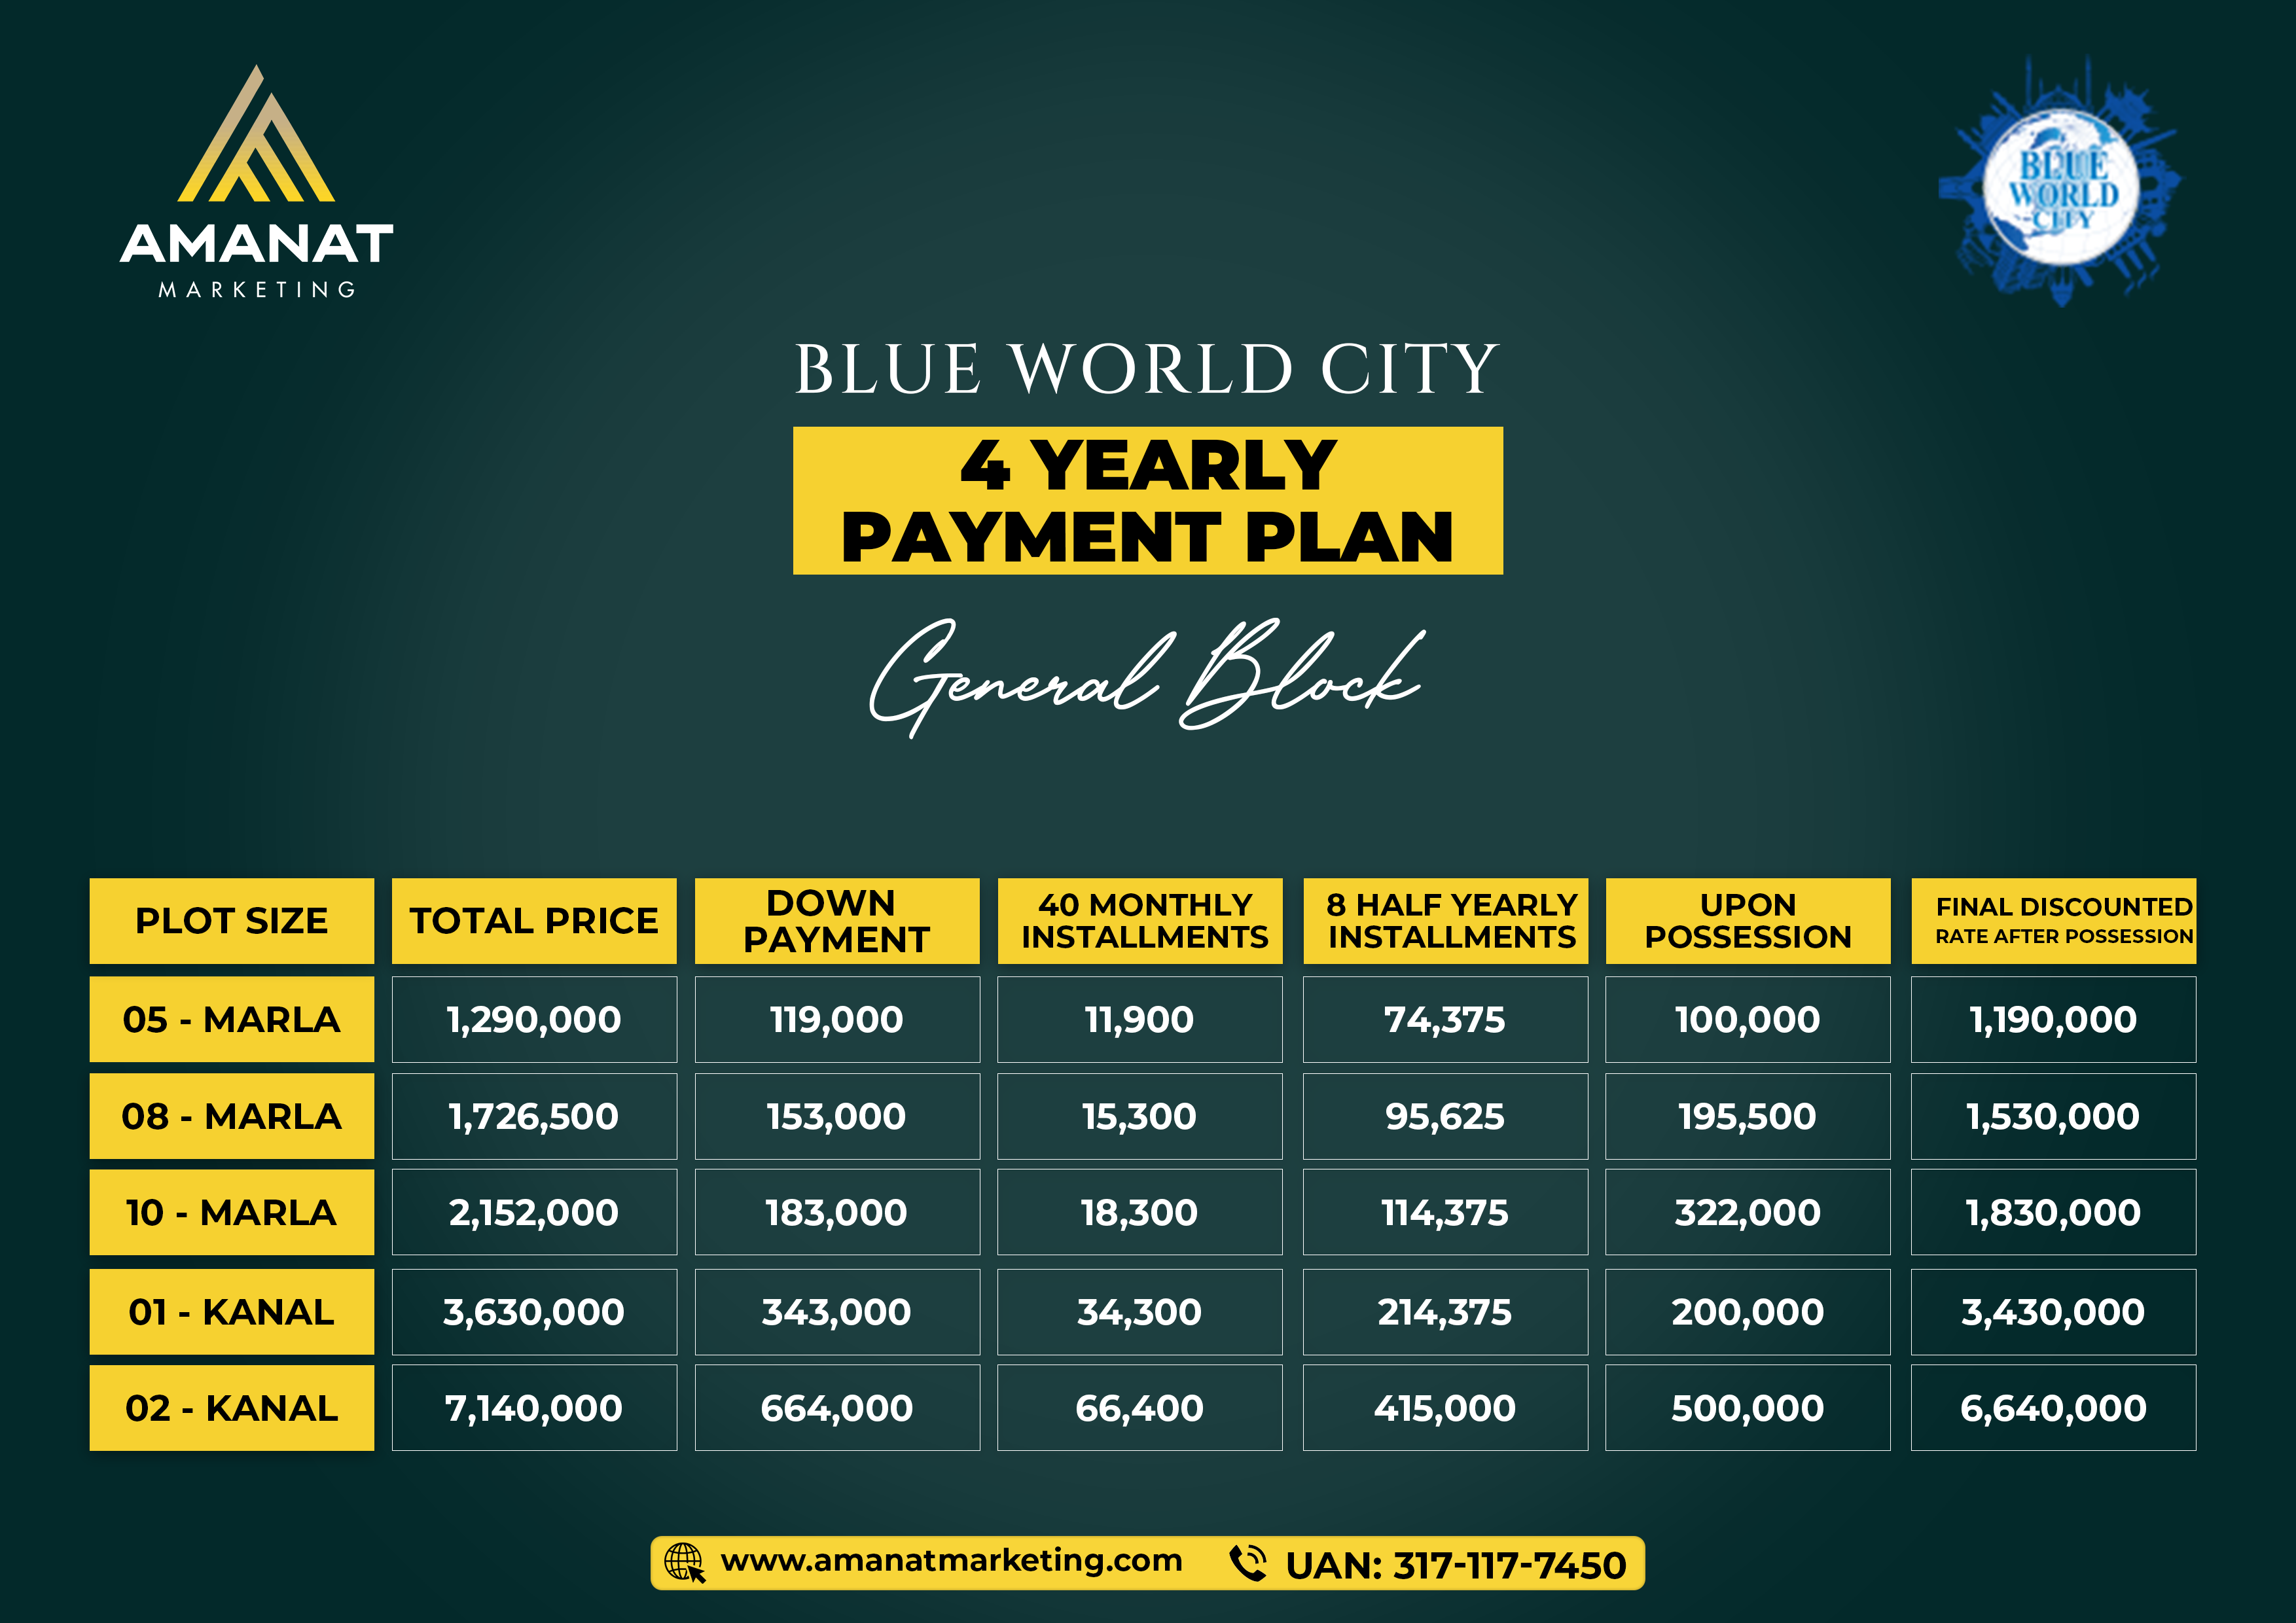 AMANAT
MARKETING
BLUE
WORLD
CITY
BLUE WORLD CITY
4 YEARLY
PAYMENT PLAN
General Block
PLOT SIZE TOTAL PRICE DOWN PAYMENT 40 MONTHLY INSTALLMENTS 8 HALF YEARLY INSTALLMENTS UPON POSSESSION FINAL DISCOUNTED RATE AFTER POSSESSION
05 - MARLA 1,290,000 119,000 11,900 74,375 100,000 1,190,000
08 - MARLA 1,726,500 153,000 15,300 95,625 195,500 1,530,000
10 - MARLA 2,152,000 183,000 18,300 114,375 322,000 1,830,000
01 - KANAL 3,630,000 343,000 34,300 214,375 200,000 3,430,000
02 - KANAL 7,140,000 664,000 66,400 415,000 500,000 6,640,000
www.amanatmarketing.com UAN: 317-117-7450